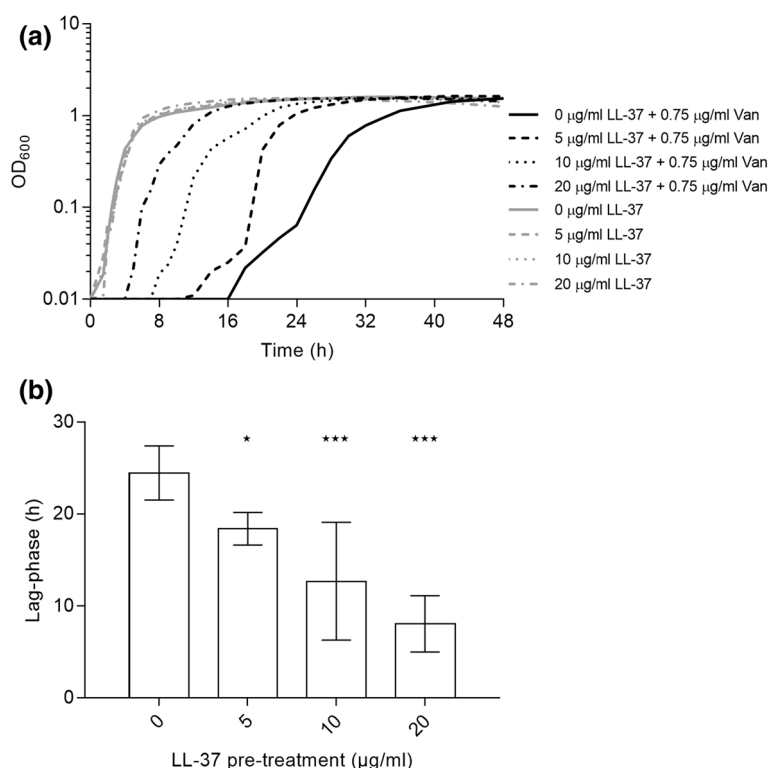 (a)
10
1
0.1
0.01
OD600
0 8 16 24 32 40 48
Time (h)
0 μg/ml LL-37 + 0.75 μg/ml Van
5 μg/ml LL-37 + 0.75 μg/ml Van
10 μg/ml LL-37 + 0.75 μg/ml Van
20 μg/ml LL-37 + 0.75 μg/ml Van
0 μg/ml LL-37
5 μg/ml LL-37
10 μg/ml LL-37
20 μg/ml LL-37
(b)
30
20
10
0
Lag-phase (h)
★ ★★★ ★★★
0 5 10 20
LL-37 pre-treatment (μg/ml)